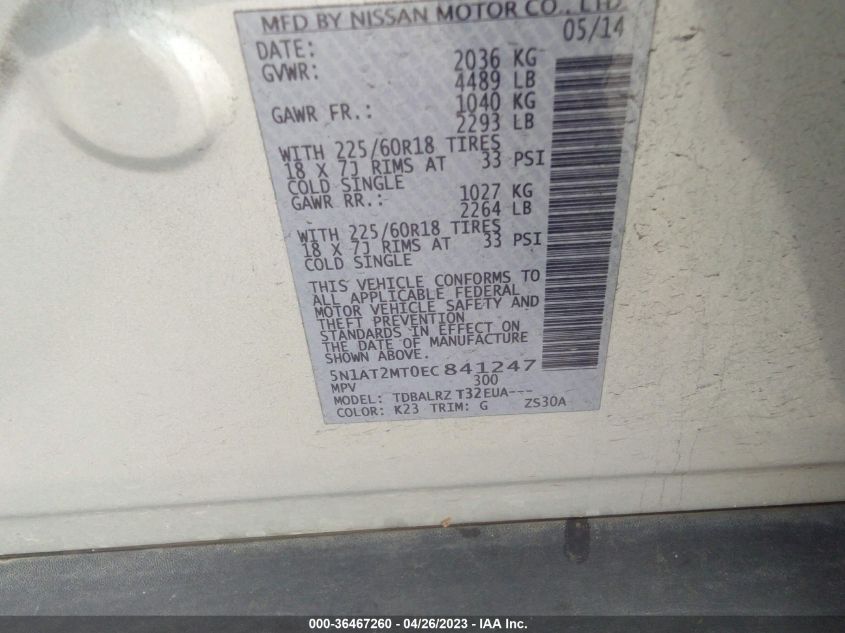 MFD BY NISSAN MOTOR CO., LTD
DATE: 05/14
GVWR: 2036 KG
4489 LB
GAWR FR.: 1040 KG
2293 LB
WITH 225/60R18 TIRES
18 X 7J RIMS AT 33 PSI
COLD SINGLE
GAWR RR.: 1027 KG
2264 LB
WITH 225/60R18 TIRES
18 X 7J RIMS AT 33 PSI
COLD SINGLE
THIS VEHICLE CONFORMS TO
ALL APPLICABLE FEDERAL
MOTOR VEHICLE SAFETY AND
THEFT PREVENTION
STANDARDS IN EFFECT ON
THE DATE OF MANUFACTURE
SHOWN ABOVE.
5N1AT2MT0EC841247
MPV 300
MODEL: TDBALRZ T32EUA---
COLOR: K23 TRIM: G ZS30A
000-36467260 - 04/26/2023 - IAA Inc.